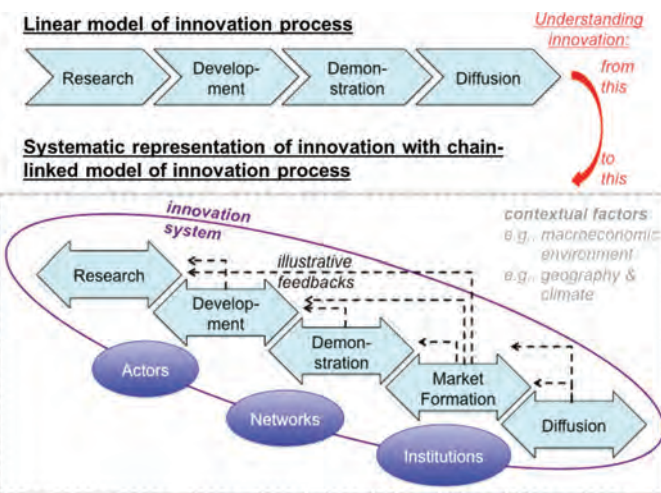 Linear model of innovation process
Understanding
innovation:
from
this
Research
Develop-
ment
Demon-
stration
Diffusion
Systematic representation of innovation with chain-
linked model of innovation process
to
this
innovation
system
contextual factors
e.g., macroeconomic
environment
e.g., geography &
climate
illustrative
feedbacks
Research
Develop-
ment
Demon-
stration
Market
Formation
Diffusion
Actors
Networks
Institutions